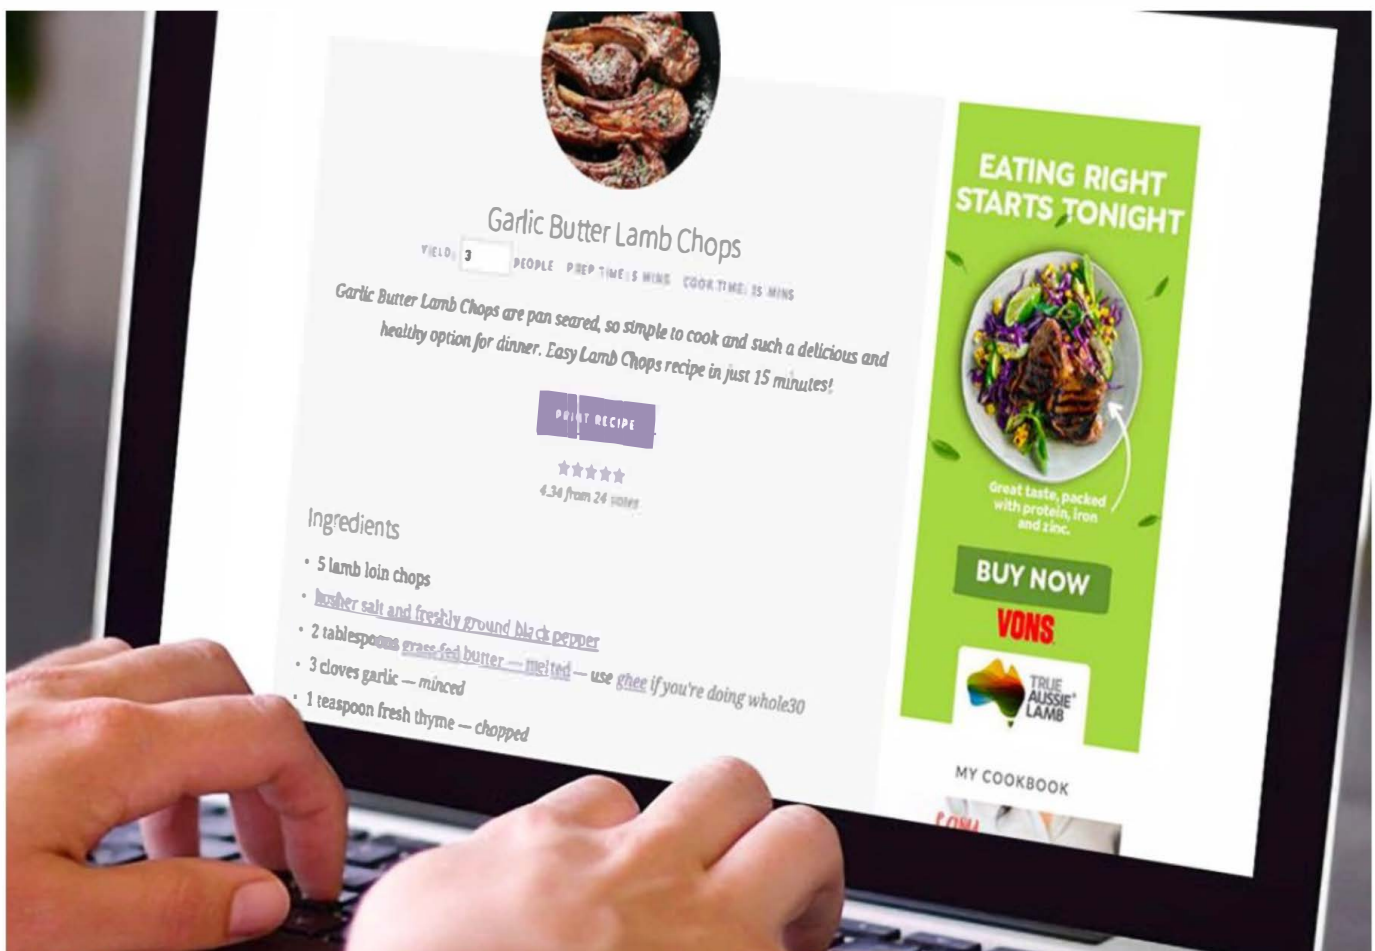 Garlic Butter Lamb Chops
YIELD: 3 PEOPLE PREP TIME: 5 MINS COOK TIME: 15 MINS
Garlic Butter Lamb Chops are pan seared, so simple to cook and such a delicious and
healthy option for dinner. Easy Lamb Chops recipe in just 15 minutes!
PRINT RECIPE
4.34 from 24 votes
Ingredients
• 5 lamb loin chops
• kosher salt and freshly ground black pepper
• 2 tablespoons grass fed butter — melted — use ghee if you're doing whole30
• 3 cloves garlic — minced
• 1 teaspoon fresh thyme — chopped
EATING RIGHT
STARTS TONIGHT
Great taste, packed
with protein, iron
and zinc.
BUY NOW
VONS
TRUE
AUSSIE
LAMB
MY COOKBOOK